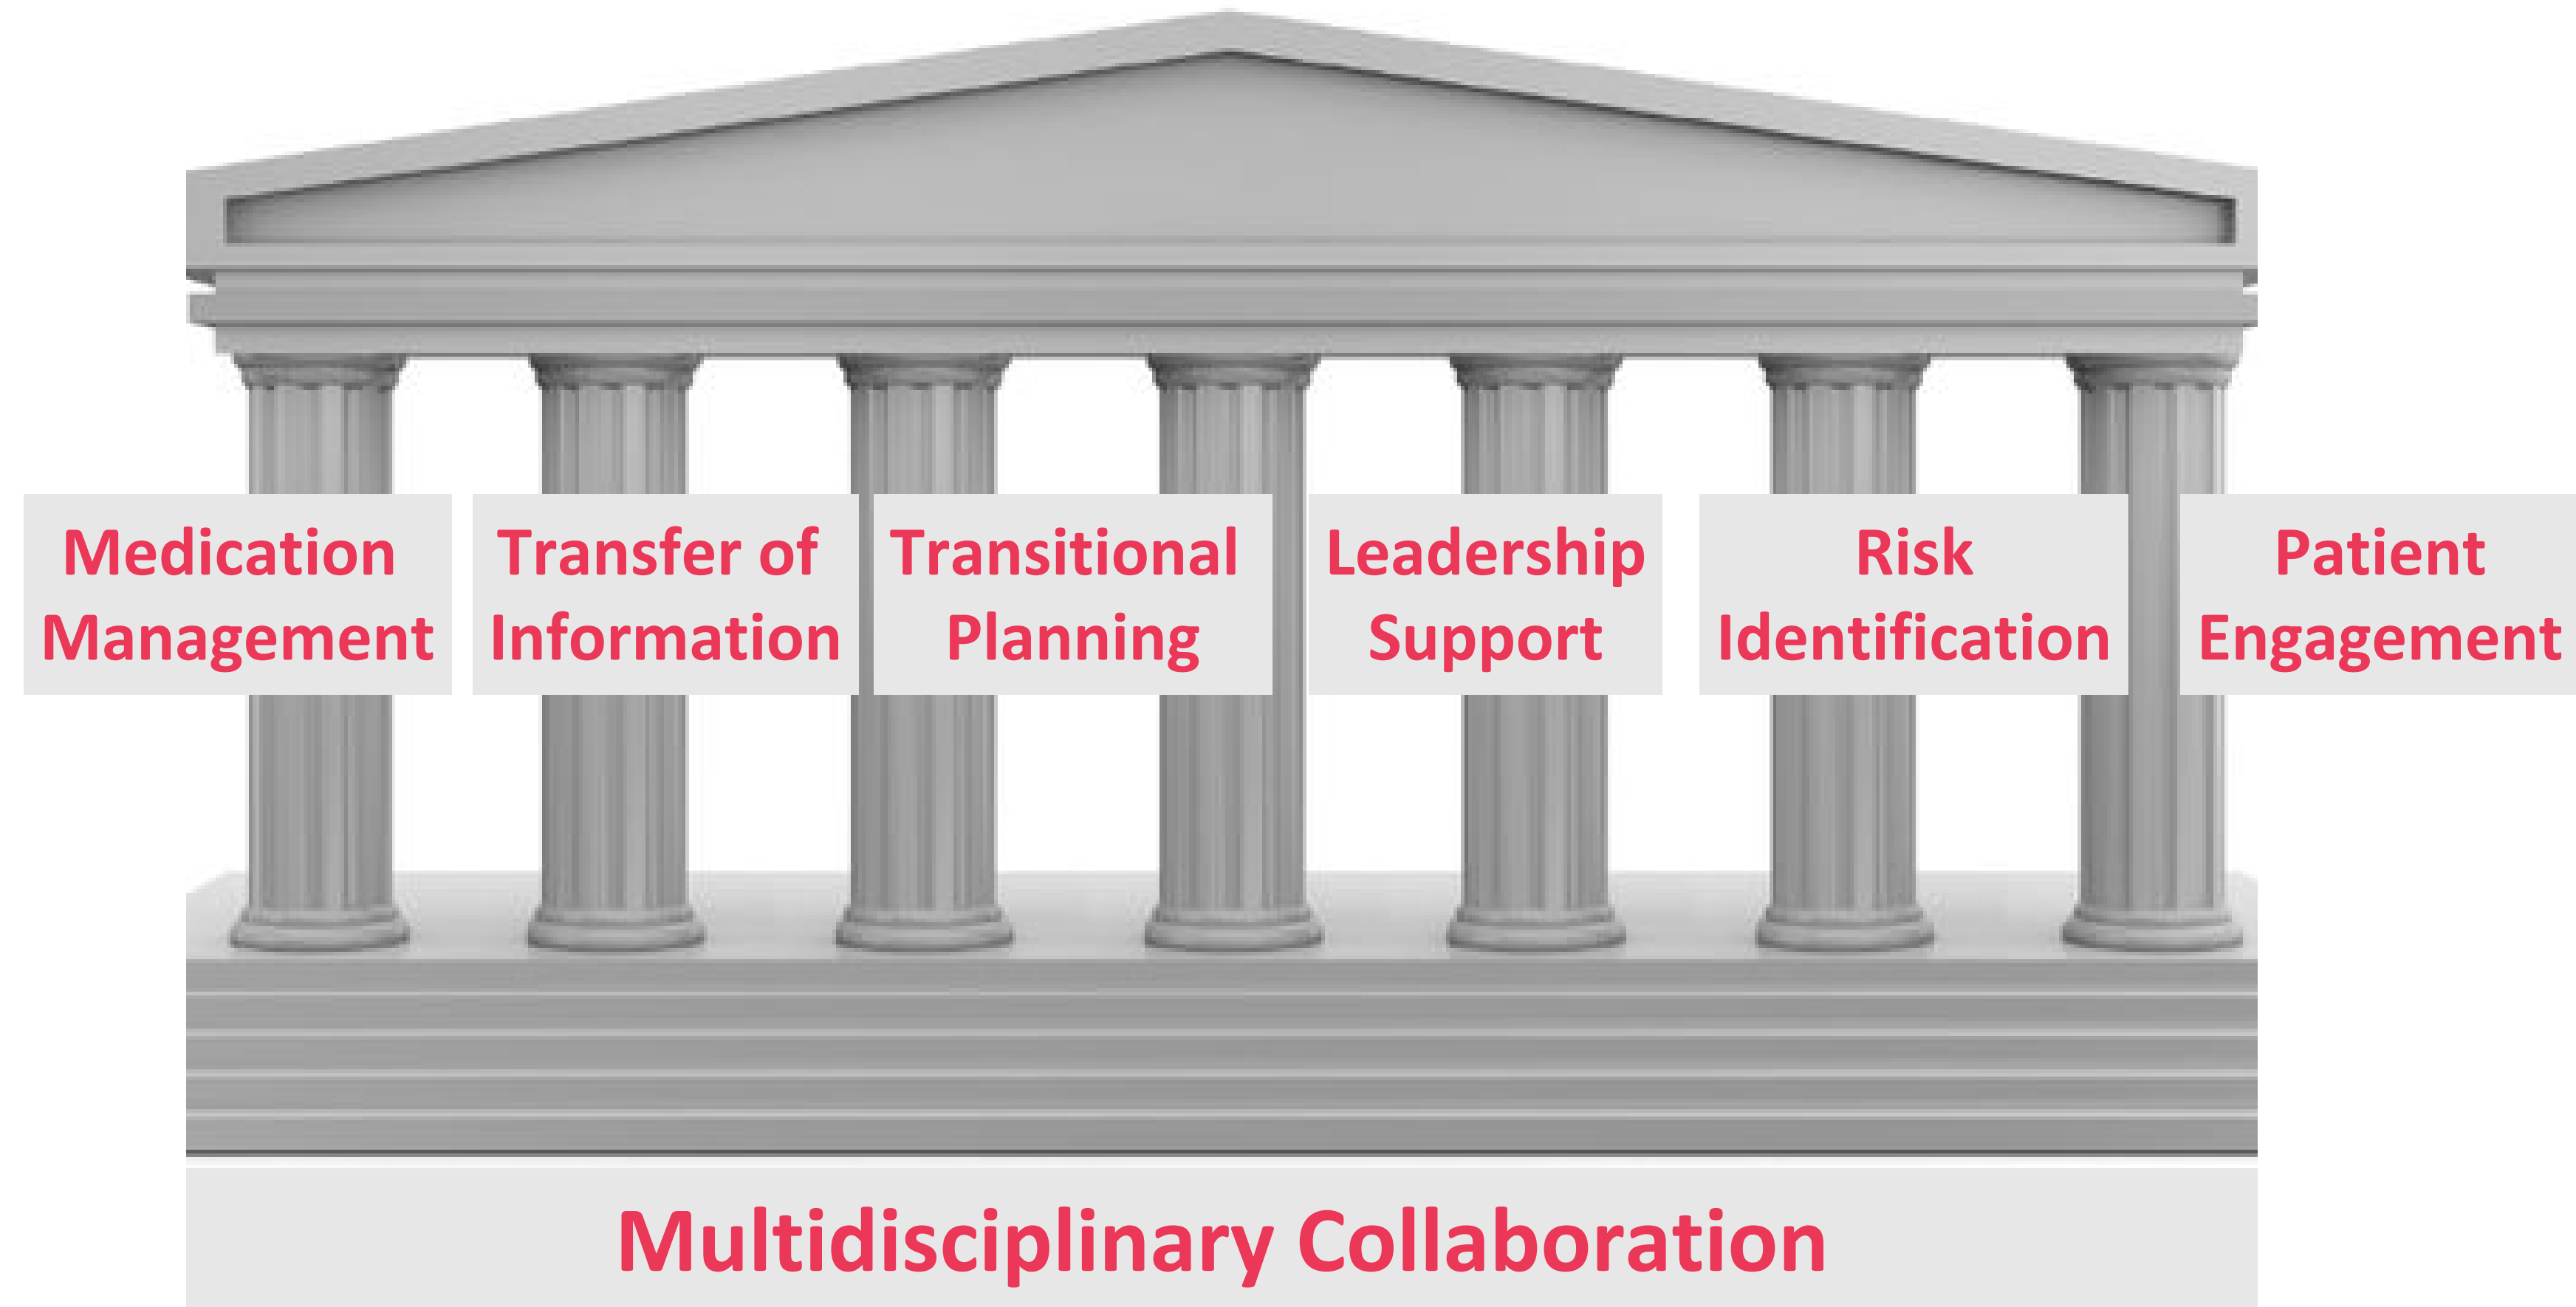 Medication
Management
Transfer of
Information
Transitional
Planning
Leadership
Support
Risk
Identification
Patient
Engagement
Multidisciplinary Collaboration